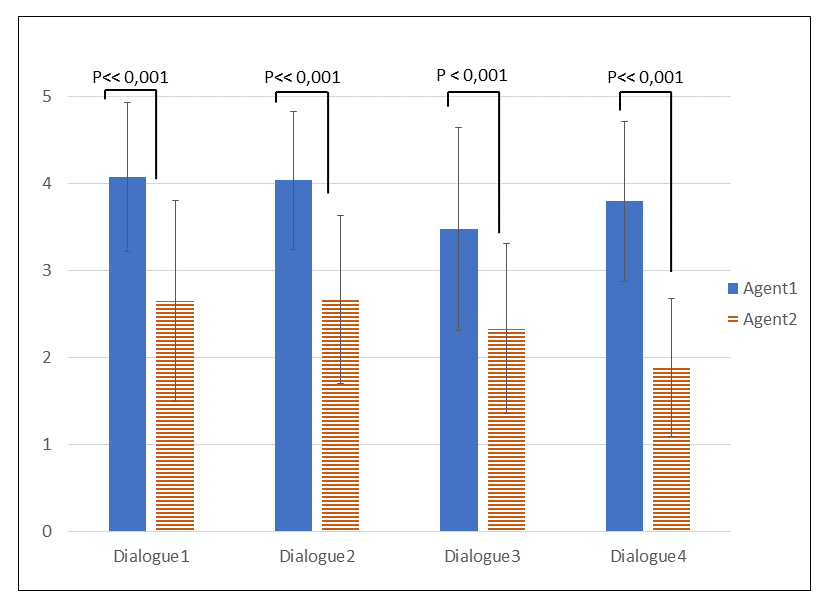 P<< 0,001
P<< 0,001
P < 0,001
P<< 0,001
5
4
3
2
1
0
Agent1
Agent2
Dialogue1
Dialogue2
Dialogue3
Dialogue4